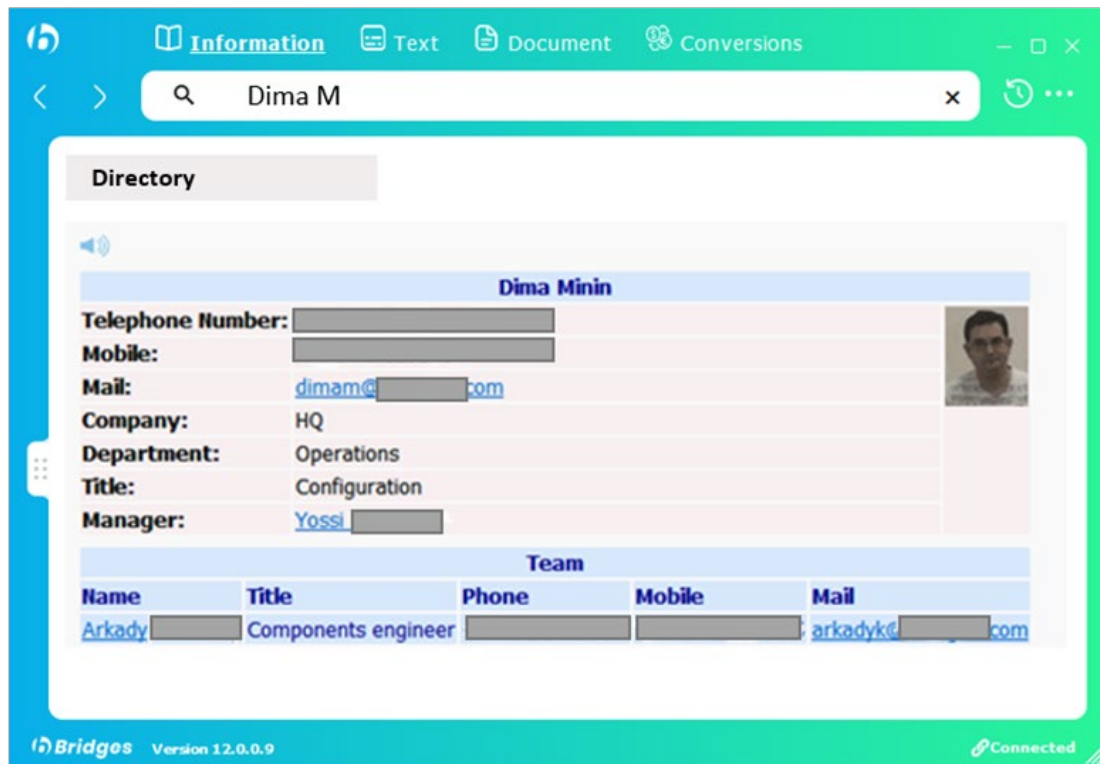 Information Text Document Conversions
Dima M
Directory
Dima Minin
Telephone Number:
Mobile:
Mail: dimam@ com
Company: HQ
Department: Operations
Title: Configuration
Manager: Yossi
Team
Name Title Phone Mobile Mail
Arkady Components engineer arkadyk@ com
Bridges Version 12.0.0.9 Connected